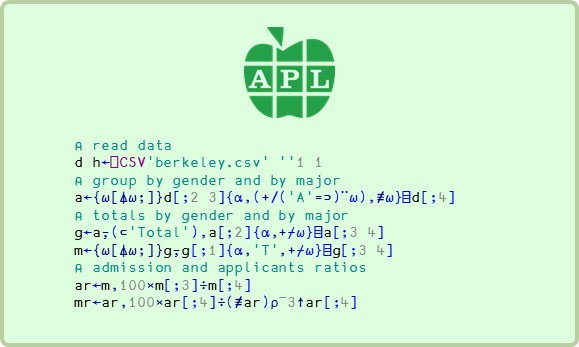 APL
⍝ read data
d h←⎕CSV'berkeley.csv' ''1 1
⍝ group by gender and by major
a←{⍵[⍋⍵;]}d[;2 3]{⍺,(+/('A'=⊃)¨⍵),≢⍵}⌸d[;4]
⍝ totals by gender and by major
g←a⍪(⊂'Total'),a[;2]{⍺,+⌿⍵}⌸a[;3 4]
m←{⍵[⍋⍵;]}g⍪g[;1]{⍺,'T',+⌿⍵}⌸g[;3 4]
⍝ admission and applicants ratios
ar←m,100×m[;3]÷m[;4]
mr←ar,100×ar[;4]÷(≢ar)⍴¯3↑ar[;4]